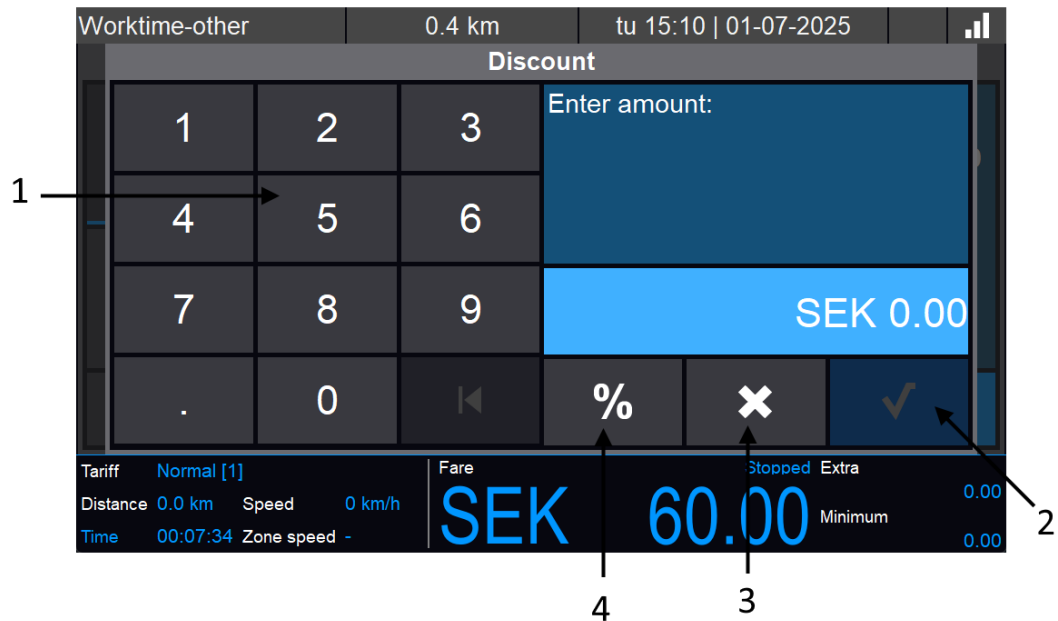 Worktime-other 0.4 km tu 15:10 | 01-07-2025
Discount
1 2 3 Enter amount:
1
4 5 6
7 8 9 SEK 0.00
. 0 %
Tariff Normal [1] Fare Stopped Extra
Distance 0.0 km Speed 0 km/h SEK 60.00 0.00
Minimum
Time 00:07:34 Zone speed - 0.00
2
4 3